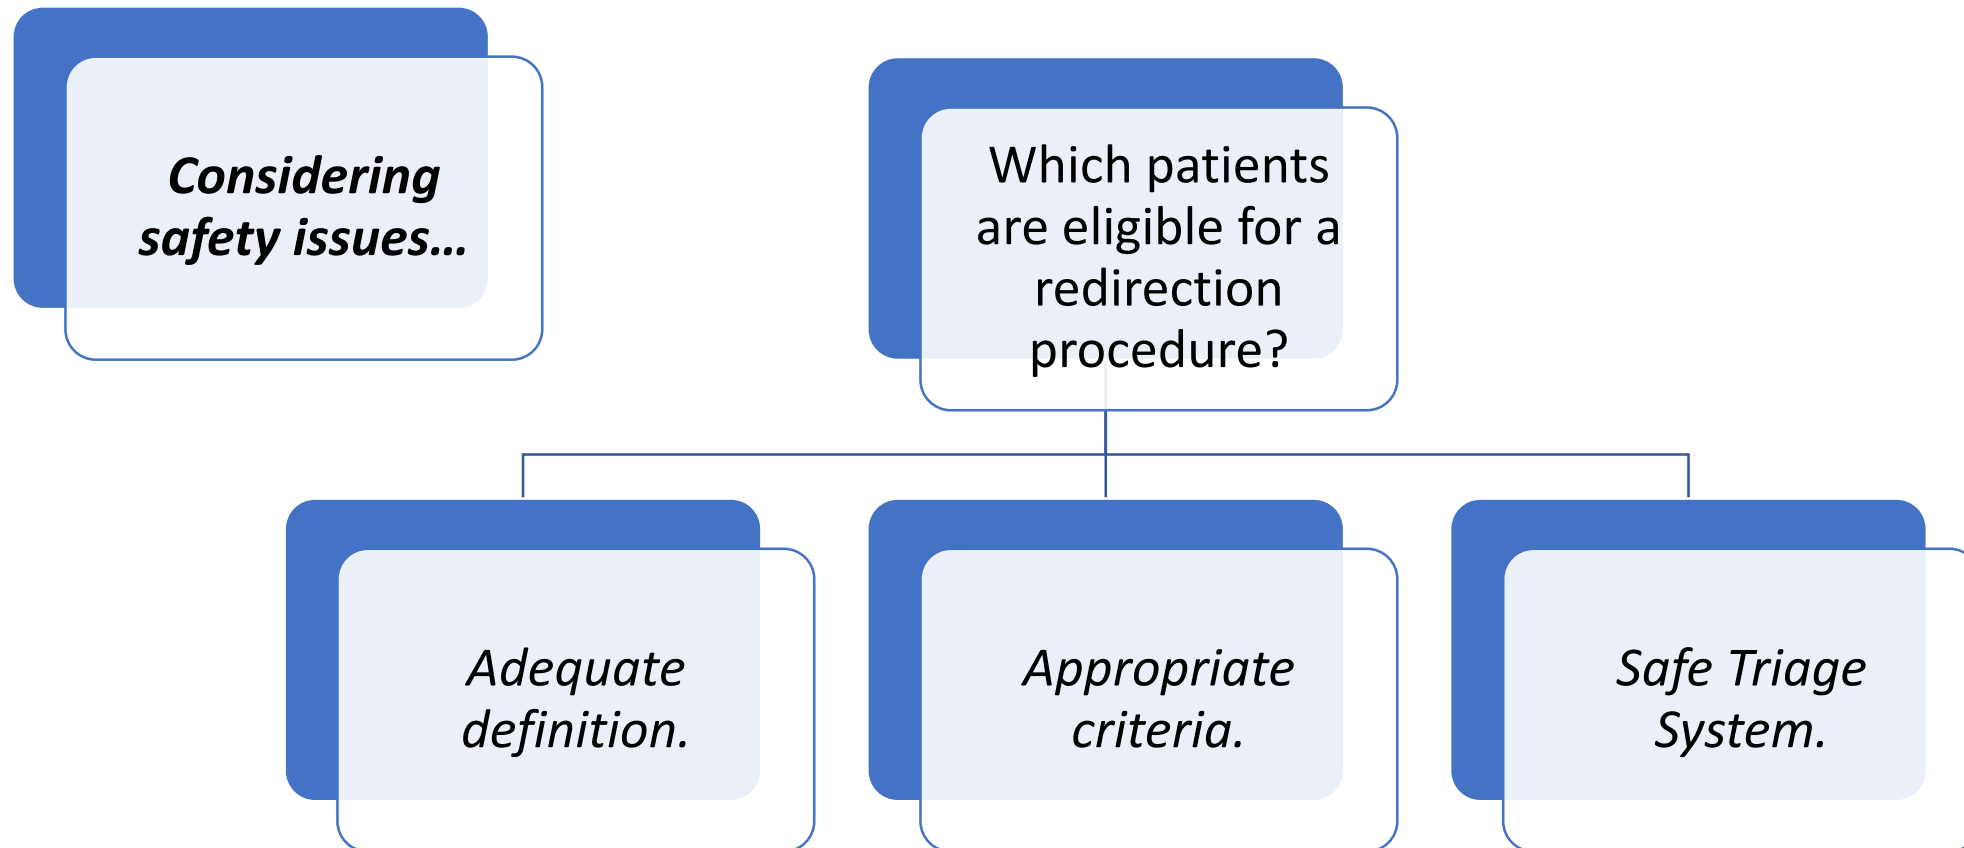 Considering
safety issues…
Which patients
are eligible for a
redirection
procedure?
Adequate
definition.
Appropriate
criteria.
Safe Triage
System.